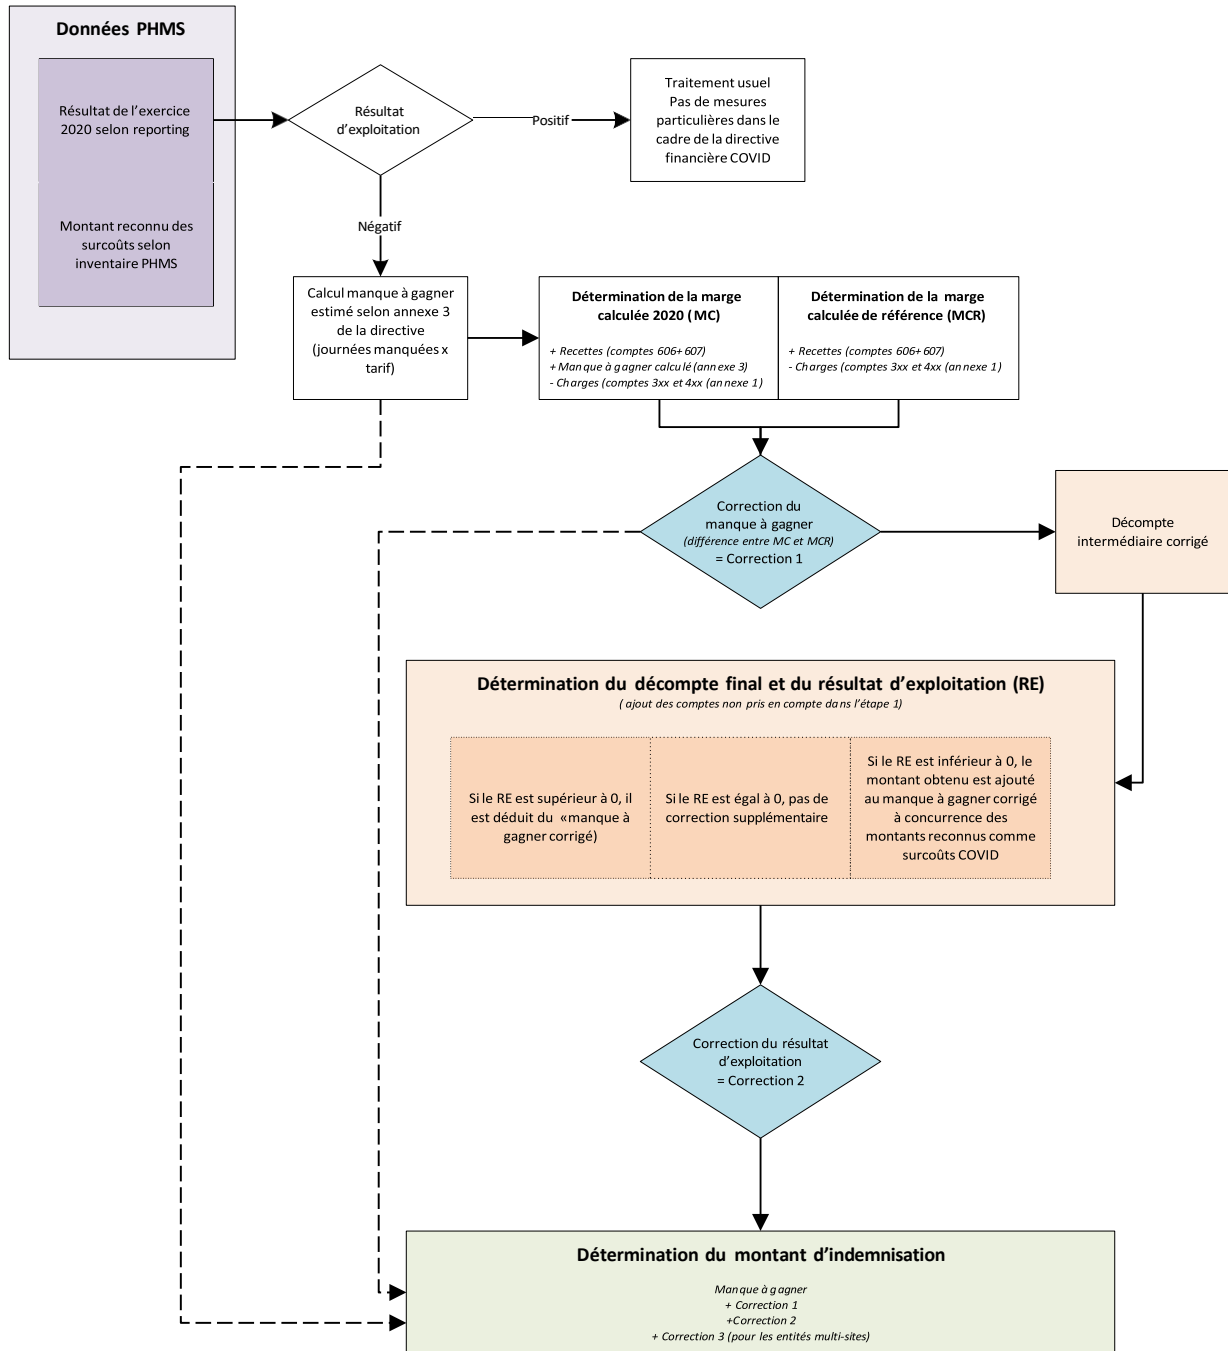 Données PHMS
Résultat de l’exercice
2020 selon reporting
Montant reconnu des
surcoûts selon
inventaire PHMS
Résultat
d’exploitation
Positif
Traitement usuel
Pas de mesures
particulières dans le
cadre de la directive
financière COVID
Négatif
Calcul manque à gagner
estimé selon annexe 3
de la directive
(journées manquées x
tarif)
Détermination de la marge
calculée 2020 (MC)
+ Recettes (comptes 606+607)
+ Manque à gagner calculé (annexe 3)
- Charges (comptes 3xx et 4xx (annexe 1)
Détermination de la marge
calculée de référence (MCR)
+ Recettes (comptes 606+607)
- Charges (comptes 3xx et 4xx (annexe 1)
Correction du
manque à gagner
(différence entre MC et MCR)
= Correction 1
Décompte
intermédiaire corrigé
Détermination du décompte final et du résultat d’exploitation (RE)
( ajout des comptes non pris en compte dans l’étape 1)
Si le RE est supérieur à 0, il
est déduit du «manque à
gagner corrigé)
Si le RE est égal à 0, pas de
correction supplémentaire
Si le RE est inférieur à 0, le
montant obtenu est ajouté
au manque à gagner corrigé
à concurrence des
montants reconnus comme
surcoûts COVID
Correction du résultat
d’exploitation
= Correction 2
Détermination du montant d’indemnisation
Manque à gagner
+ Correction 1
+Correction 2
+ Correction 3 (pour les entités multi-sites)